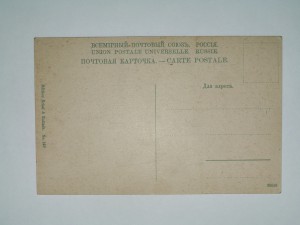 ВСЕМІРНЫЙ ПОЧТОВЫЙ СОЮЗЪ. РОССІЯ.
UNION POSTALE UNIVERSELLE. RUSSIE.
ПОЧТОВАЯ КАРТОЧКА. — CARTE POSTALE.
Для марки.